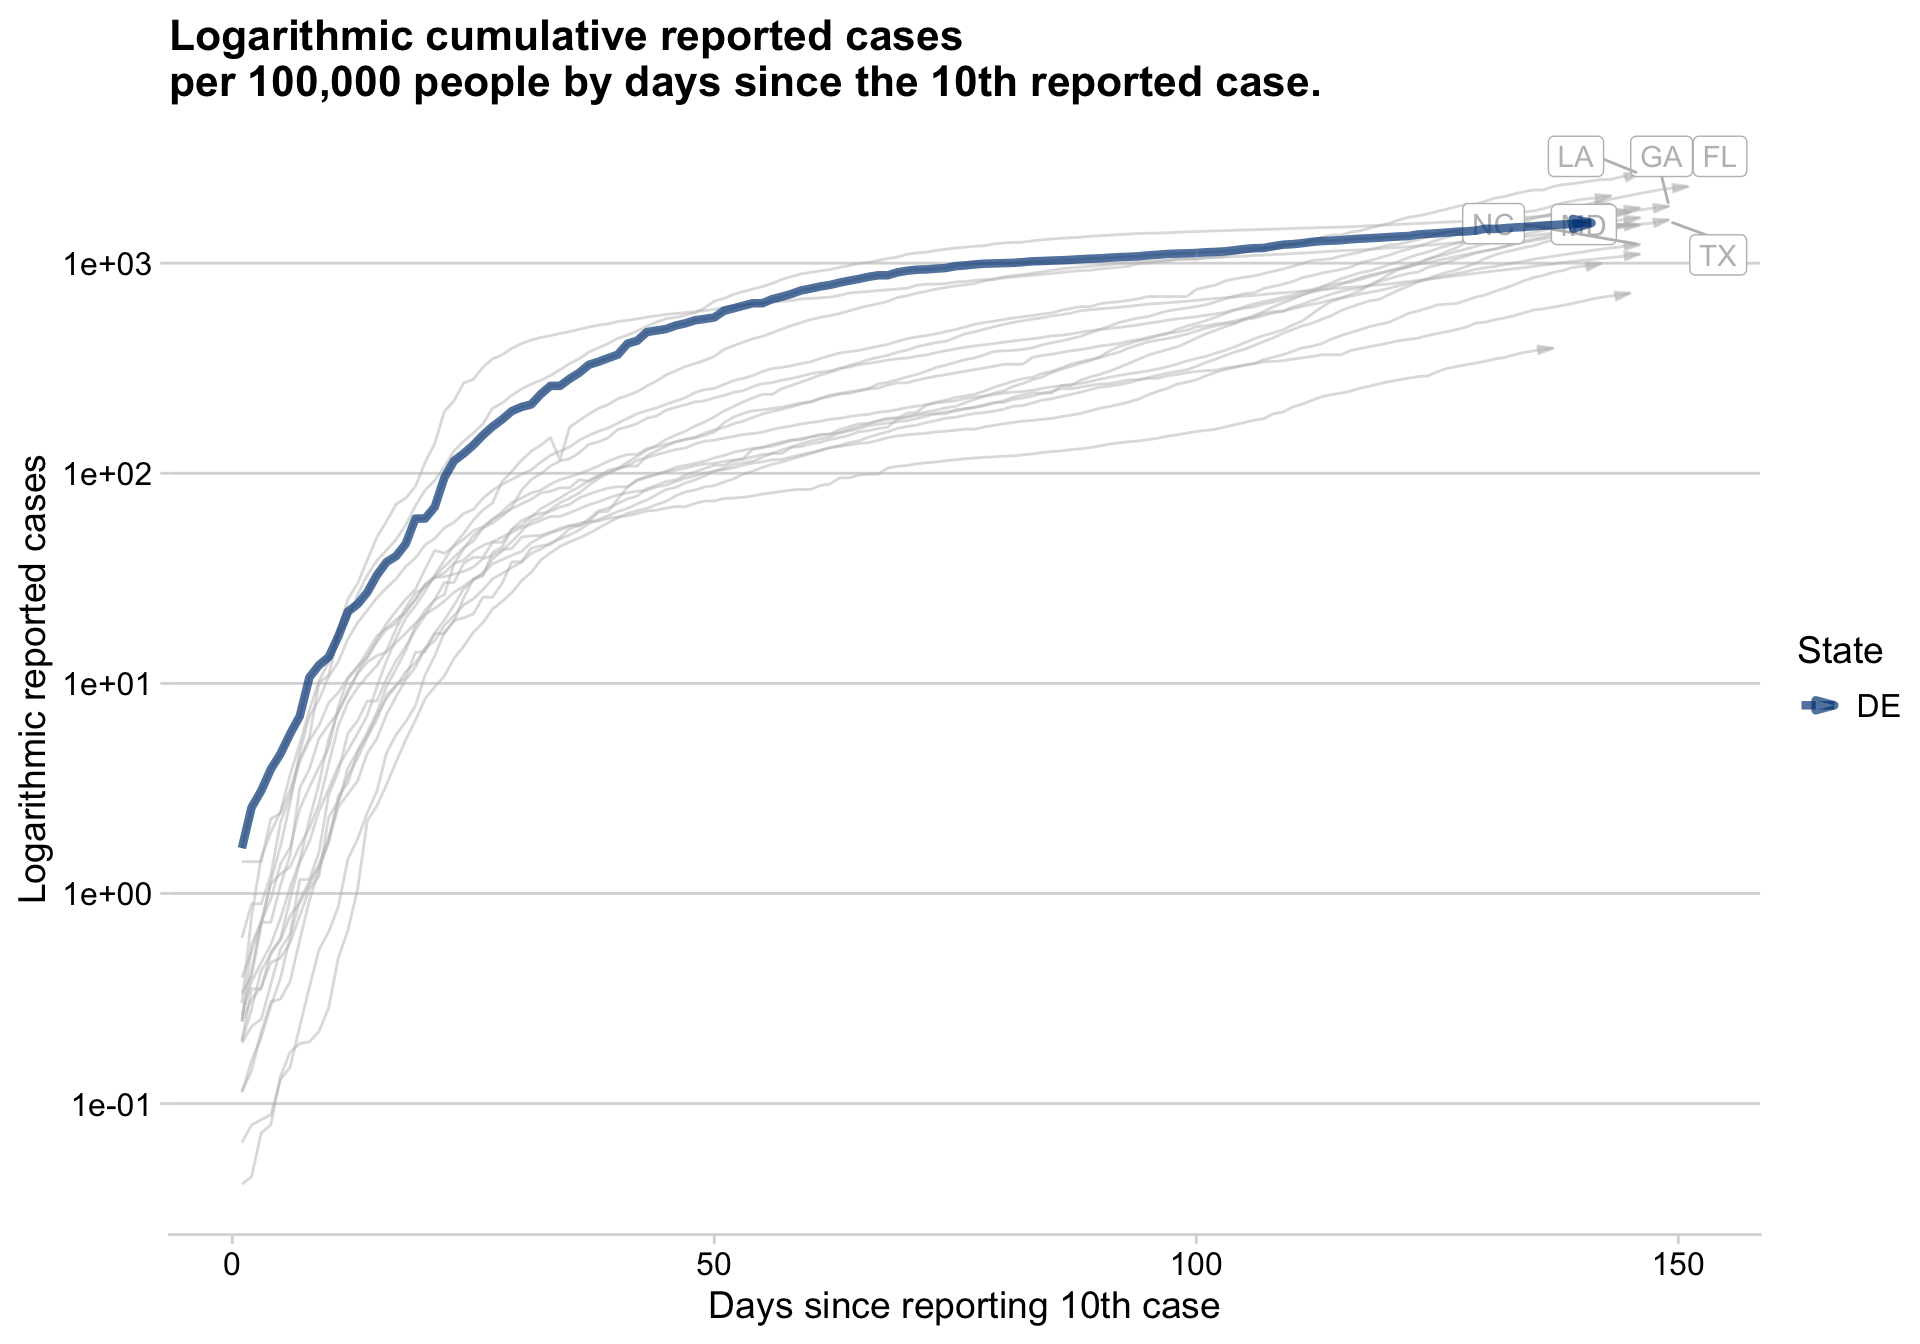 Logarithmic cumulative reported cases
per 100,000 people by days since the 10th reported case.
LA
GA
FL
NC
MD
TX
1e+03
1e+02
1e+01
1e+00
1e-01
Logarithmic reported cases
State
DE
0
50
100
150
Days since reporting 10th case